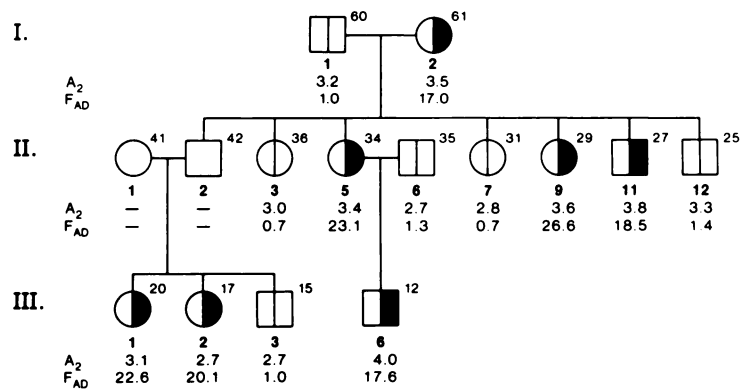 I.
60 61
1 2
A2 3.2 3.5
FAD 1.0 17.0
II.
41 42 36 34 35 31 29 27 25
1 2 3 5 6 7 9 11 12
A2 — — 3.0 3.4 2.7 2.8 3.6 3.8 3.3
FAD — — 0.7 23.1 1.3 0.7 26.6 18.5 1.4
III.
20 17 15 12
1 2 3 6
A2 3.1 2.7 2.7 4.0
FAD 22.6 20.1 1.0 17.6